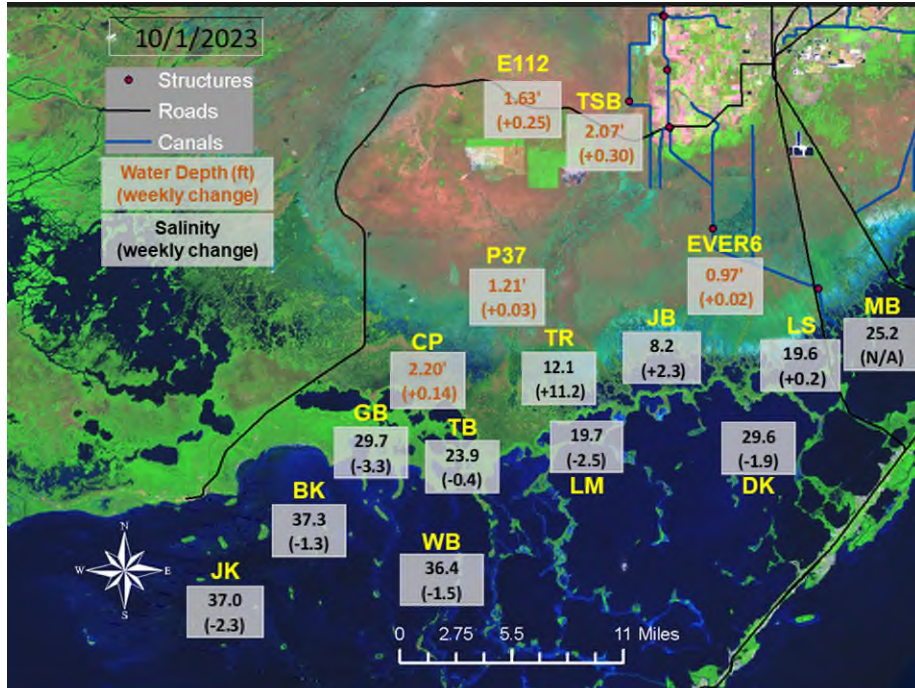 10/1/2023
Structures
Roads
Canals
Water Depth (ft)
(weekly change)
Salinity
(weekly change)
E112
1.63'
(+0.25)
TSB
2.07'
(+0.30)
P37
1.21'
(+0.03)
EVER6
0.97'
(+0.02)
MB
25.2
(N/A)
CP
2.20'
(+0.14)
TR
12.1
(+11.2)
JB
8.2
(+2.3)
LS
19.6
(+0.2)
GB
29.7
(-3.3)
TB
23.9
(-0.4)
19.7
(-2.5)
LM
29.6
(-1.9)
DK
BK
37.3
(-1.3)
WB
36.4
(-1.5)
JK
37.0
(-2.3)
N
W E
S
0 2.75 5.5 11 Miles